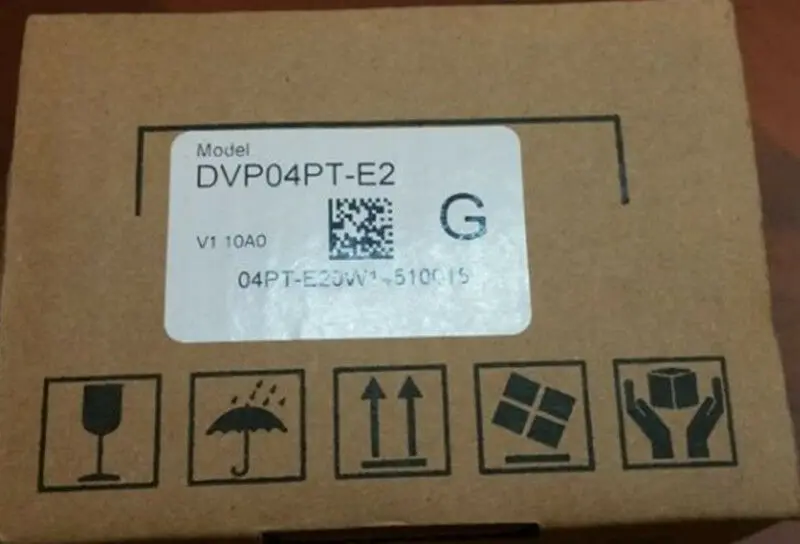 Model
DVP04PT-E2
G
V1 10A0